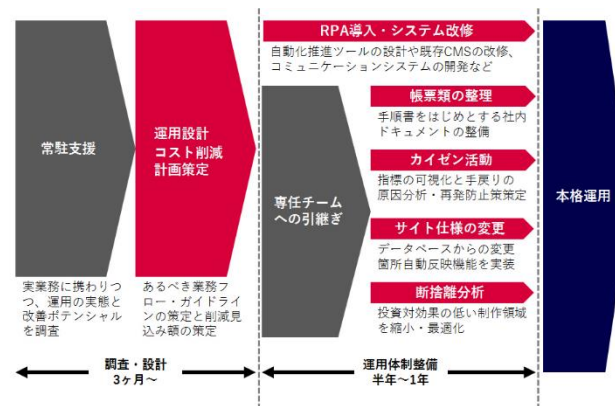 常駐支援
実業務に携わりつ
つ、運用の実態と
改善ポテンシャル
を調査
運用設計
コスト削減
計画策定
あるべき業務フ
ロー・ガイドライ
ンの策定と削減見
込み額の策定
調査・設計
3ヶ月～
RPA導入・システム改修
自動化推進ツールの設計や既存CMSの改修、
コミュニケーションシステムの開発など
専任チーム
への引継ぎ
帳票類の整理
手順書をはじめとする社内
ドキュメントの整備
カイゼン活動
指標の可視化と手戻りの
原因分析・再発防止策策定
サイト仕様の変更
データベースからの変更
箇所自動反映機能を実装
断捨離分析
投資対効果の低い制作領域
を縮小・最適化
運用体制整備
半年～1年
本格運用